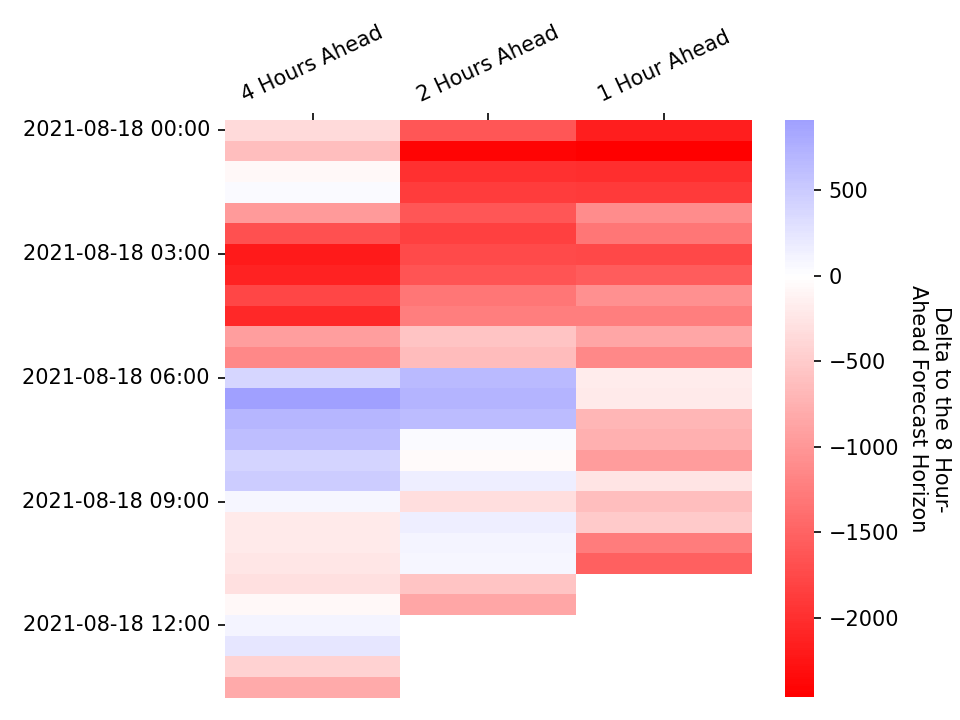 4 Hours Ahead
2 Hours Ahead
1 Hour Ahead
2021-08-18 00:00
2021-08-18 03:00
2021-08-18 06:00
2021-08-18 09:00
2021-08-18 12:00
500
0
−500
−1000
−1500
−2000
Delta to the 8 Hour-
Ahead Forecast Horizon